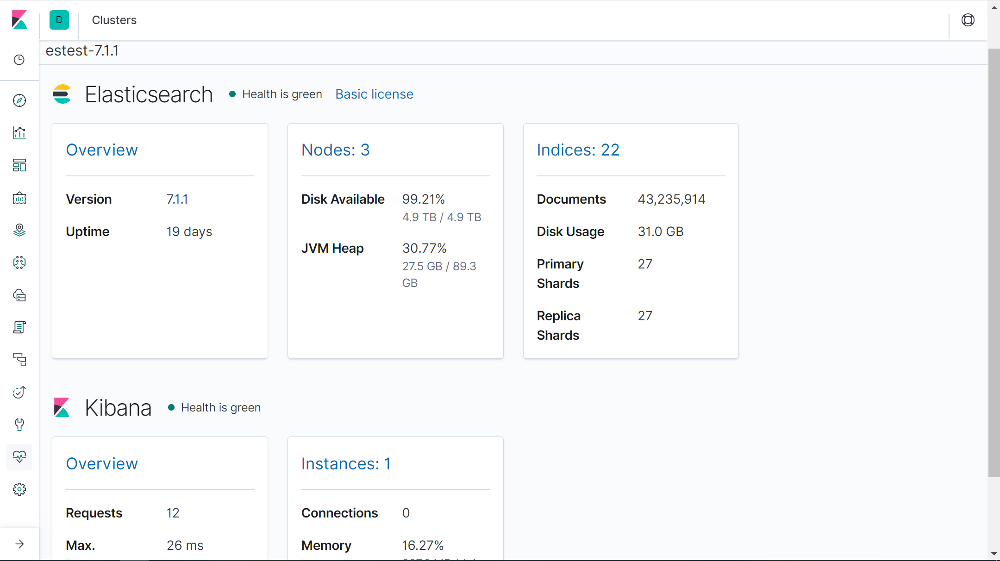 D
Clusters
estest-7.1.1
Elasticsearch
Health is green
Basic license
Overview
Version 7.1.1
Uptime 19 days
Nodes: 3
Disk Available 99.21%
4.9 TB / 4.9 TB
JVM Heap 30.77%
27.5 GB / 89.3
GB
Indices: 22
Documents 43,235,914
Disk Usage 31.0 GB
Primary 27
Shards
Replica 27
Shards
Kibana
Health is green
Overview
Requests 12
Max. 26 ms
Instances: 1
Connections 0
Memory 16.27%